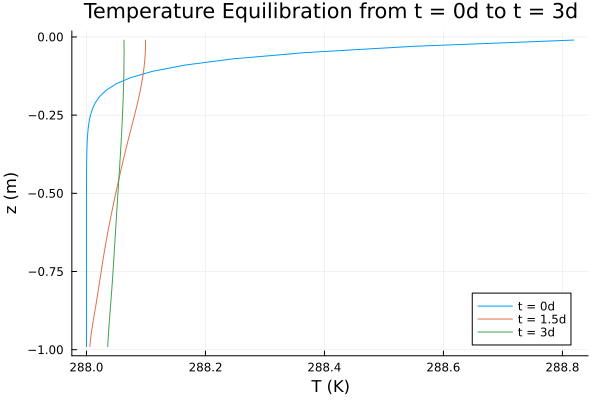 Temperature Equilibration from t = 0d to t = 3d
0.00
−0.25
−0.50
−0.75
−1.00
z (m)
288.0 288.2 288.4 288.6 288.8
T (K)
t = 0d
t = 1.5d
t = 3d